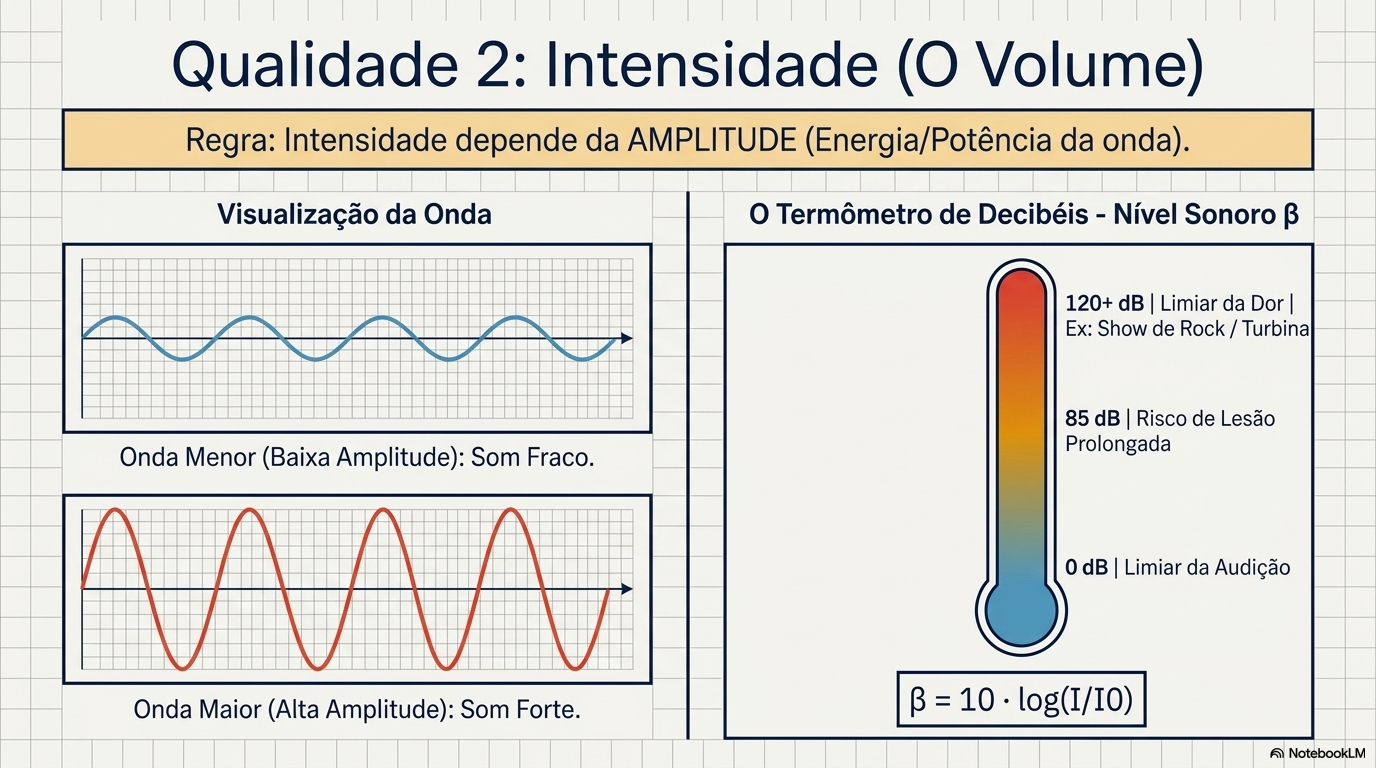 Qualidade 2: Intensidade (O Volume)
Regra: Intensidade depende da AMPLITUDE (Energia/Potência da onda).
Visualização da Onda
Onda Menor (Baixa Amplitude): Som Fraco.
Onda Maior (Alta Amplitude): Som Forte.
O Termômetro de Decibéis - Nível Sonoro β
120+ dB | Limiar da Dor |
Ex: Show de Rock / Turbina
85 dB | Risco de Lesão
Prolongada
0 dB | Limiar da Audição
β = 10 · log(I/I0)
NotebookLM